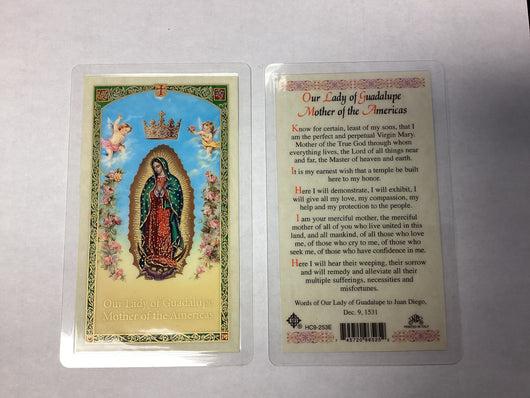 Our Lady of Guadalupe
Mother of the Americas
Our Lady of Guadalupe
Mother of the Americas
Know for certain, least of my sons, that I
am the perfect and perpetual Virgin Mary.
Mother of the True God through whom
everything lives, the Lord of all things near
and far, the Master of heaven and earth.
It is my earnest wish that a temple be built
here to my honor.
Here I will demonstrate, I will exhibit, I
will give all my love, my compassion, my
help and my protection to the people.
I am your merciful mother, the merciful
mother of all of you who live united in this
land, and all mankind, of all those who love
me, of those who cry to me, of those who
seek me, of those who have confidence in me.
Here I will hear their weeping, their sorrow
and will remedy and alleviate all their
multiple sufferings, necessities and
misfortunes.
Words of Our Lady of Guadalupe to Juan Diego,
Dec. 9, 1531
HC9-253E
PRINTED IN ITALY